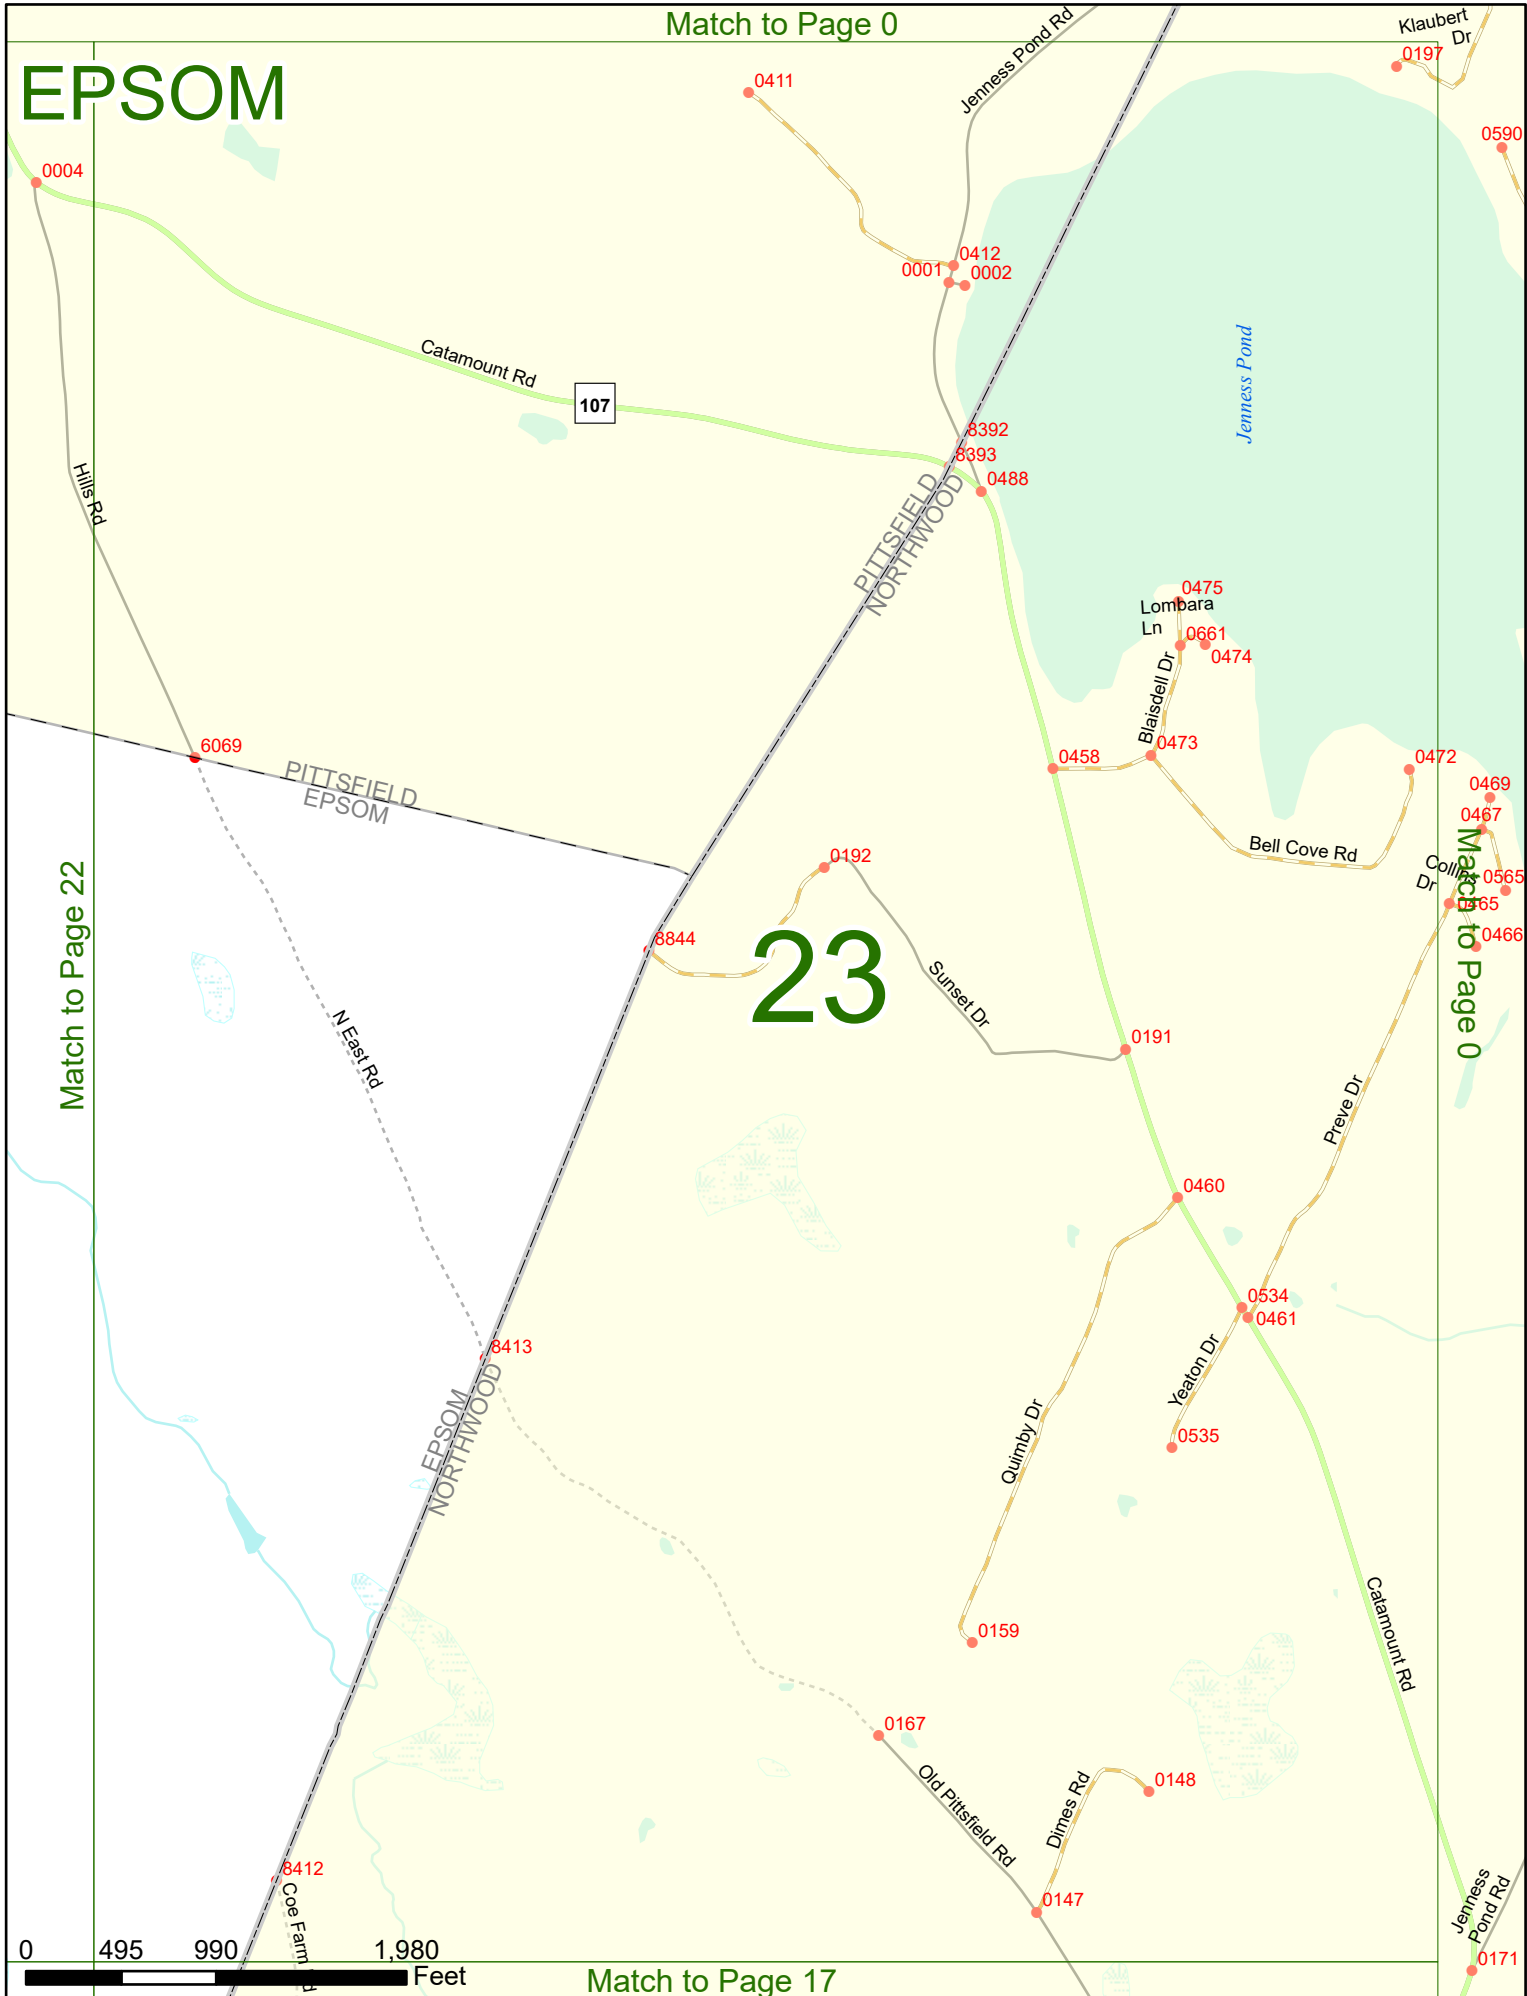 Match to Page 0
EPSOM
Klaubert
Dr
0197
0411
Jenness Pond Rd
0590
0004
0412
0001
0002
Catamount Rd
107
Jenness Pond
8392
8393
0488
Hills Rd
PITTSFIELD
NORTHWOOD
0475
Lombara
Ln
0661
0474
Blaisdell Dr
0473
6069
0458
0472
PITTSFIELD
EPSOM
0469
0467
Bell Cove Rd
0192
Match to Page 22
Collins
Dr
0565
0465
0466
Match to Page 0
8844
23
Sunset Dr
N East Rd
0191
Preve Dr
0460
0534
0461
8413
Yeaton Dr
EPSOM
NORTHWOOD
Quimby Dr
0535
Catamount Rd
0159
0167
Old Pittsfield Rd
Dimes Rd
0148
8412
Coe Farm Rd
0147
Jenness
Pond Rd
0171
0 495 990 1,980
Feet
Match to Page 17